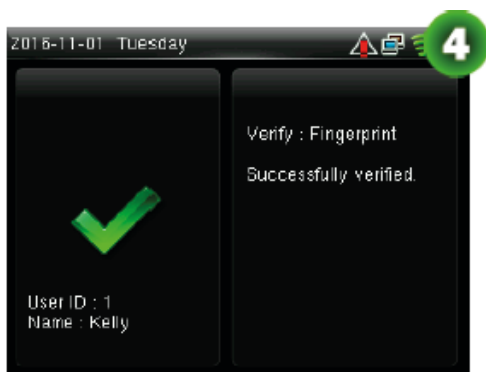 2016-11-01 Tuesday
4
Verify : Fingerprint
Successfully verified.
User ID : 1
Name : Kelly